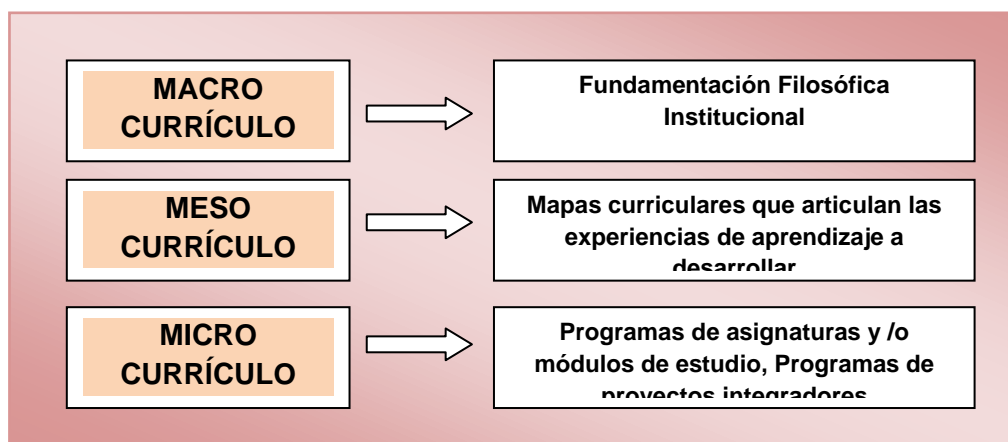 MACRO
CURRÍCULO
Fundamentación Filosófica
Institucional
MESO
CURRÍCULO
Mapas curriculares que articulan las
experiencias de aprendizaje a
desarrollar
MICRO
CURRÍCULO
Programas de asignaturas y /o
módulos de estudio, Programas de
proyectos integradores